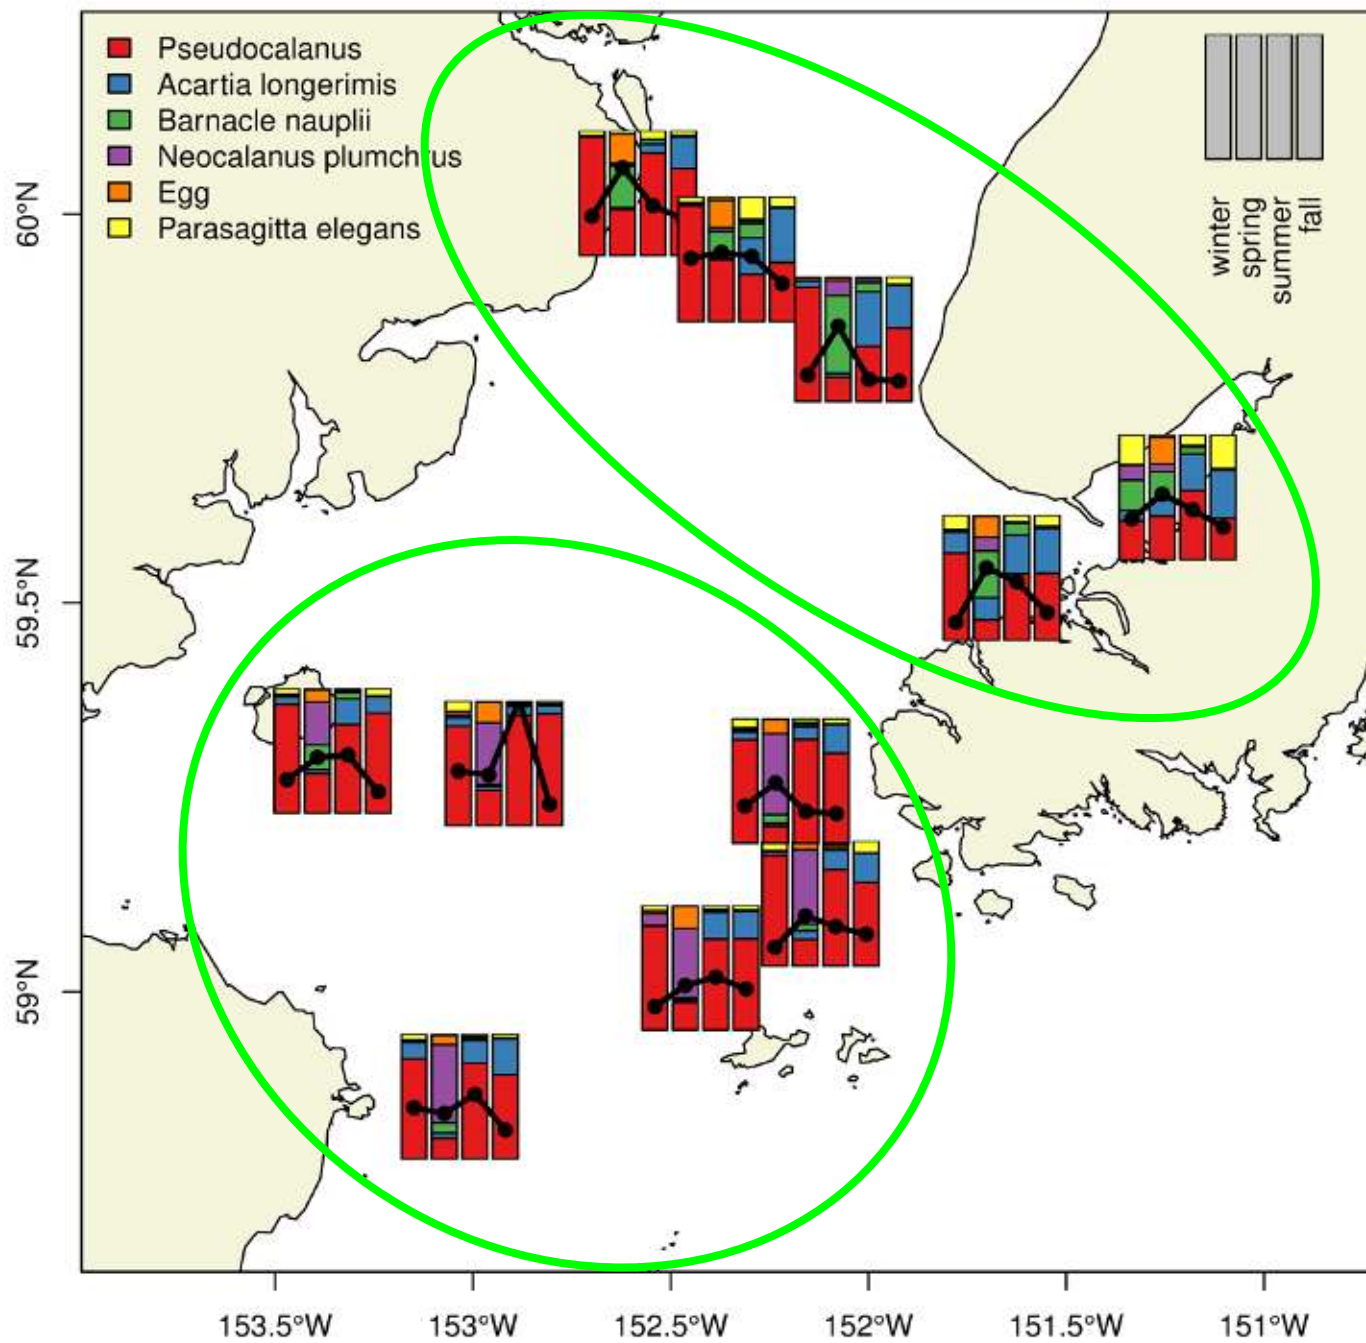 Pseudocalanus
Acartia longerimis
Barnacle nauplii
Neocalanus plumchrus
Egg
Parasagitta elegans
winter
spring
summer
fall
60°N
59.5°N
59°N
153.5°W
153°W
152.5°W
152°W
151.5°W
151°W